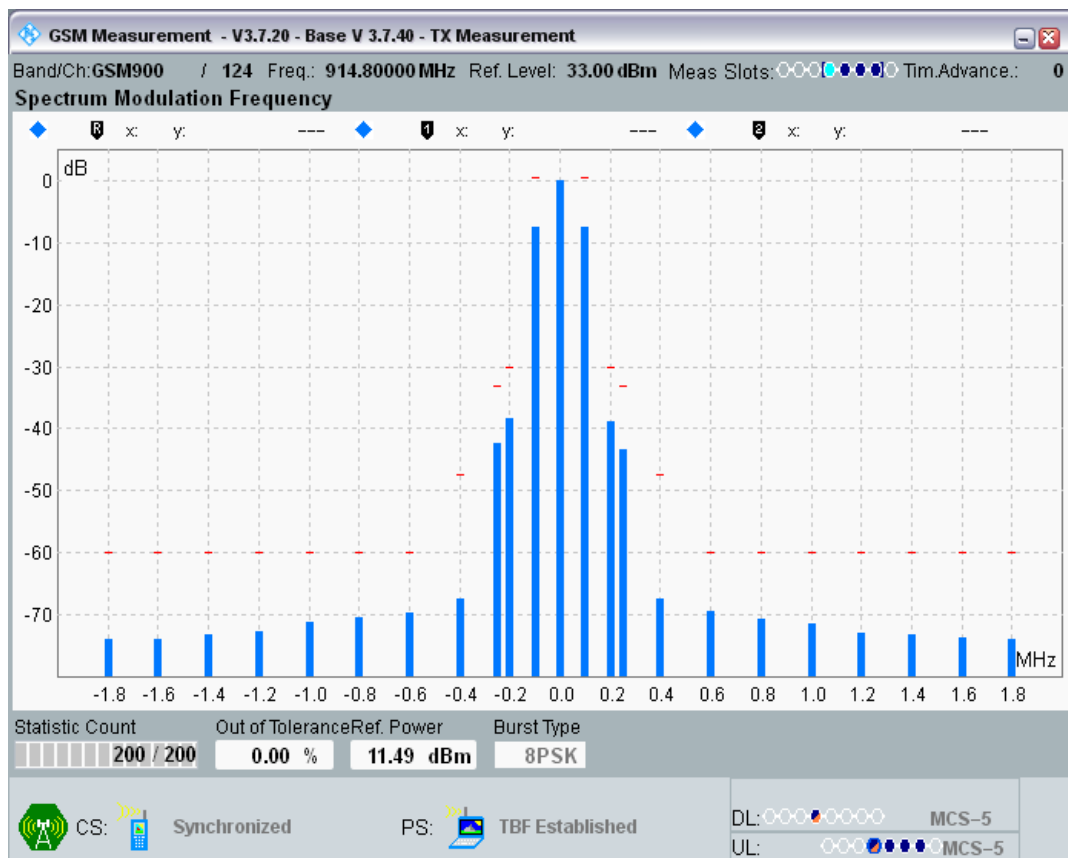 GSM Measurement - V3.7.20 - Base V 3.7.40 - TX Measurement
Band/Ch:GSM900 / 124 Freq.: 914.80000 MHz Ref. Level: 33.00 dBm Meas Slots: Tim.Advance.: 0
Spectrum Modulation Frequency
R x: y: --- 1 x: y: --- 2 x: y: ---
dB
0
-10
-20
-30
-40
-50
-60
-70
MHz
-1.8 -1.6 -1.4 -1.2 -1.0 -0.8 -0.6 -0.4 -0.2 0.0 0.2 0.4 0.6 0.8 1.0 1.2 1.4 1.6 1.8
Statistic Count Out of Tolerance Ref. Power Burst Type
200 / 200 0.00 % 11.49 dBm 8PSK
CS: Synchronized PS: TBF Established
DL: MCS-5
UL: MCS-5